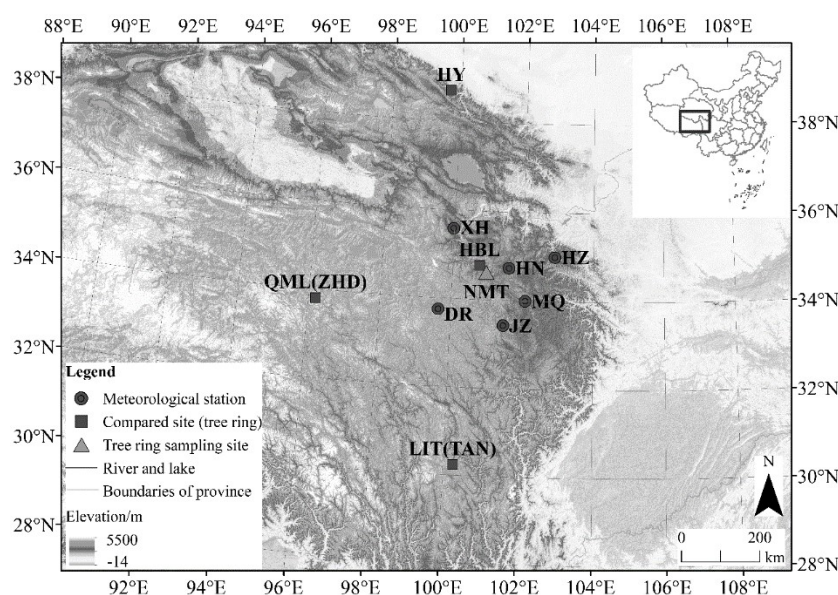 88°E 90°E 92°E 94°E 95°E 96°E 98°E 99°E 100°E 102°E 104°E 106°E
38°N
HY
38°N
36°N
36°N
34°N
XH
HBL
HZ
HN
QML(ZHD)
NMT
34°N
MQ
DR
JZ
32°N
32°N
Legend
Meteorological station
Compared site (tree ring)
Tree ring sampling site
River and lake
Boundaries of province
Elevation/m
5500
-14
30°N
LIT(TAN)
30°N
N
28°N
0 200
km
28°N
92°E 94°E 96°E 98°E 100°E 102°E 104°E 106°E 108°E